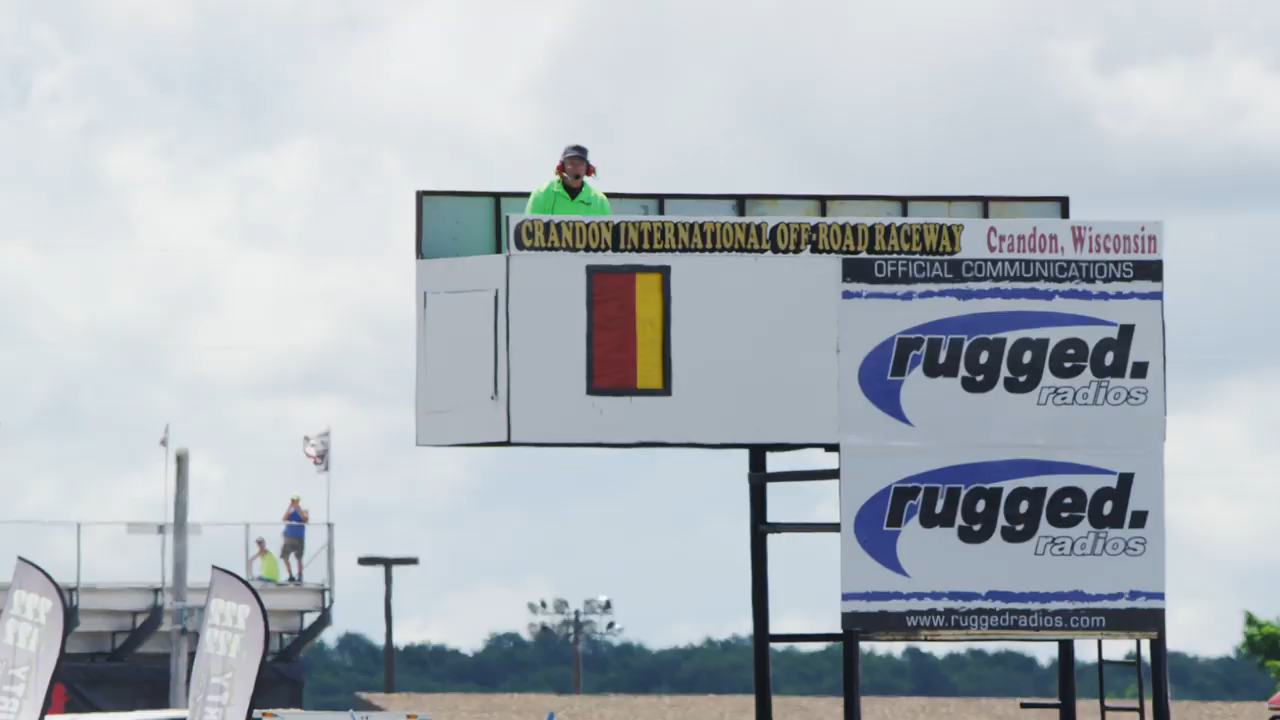 CRANDON INTERNATIONAL OFF-ROAD RACEWAY Crandon, Wisconsin
OFFICIAL COMMUNICATIONS
rugged.
radios
rugged.
radios
www.ruggedradios.com